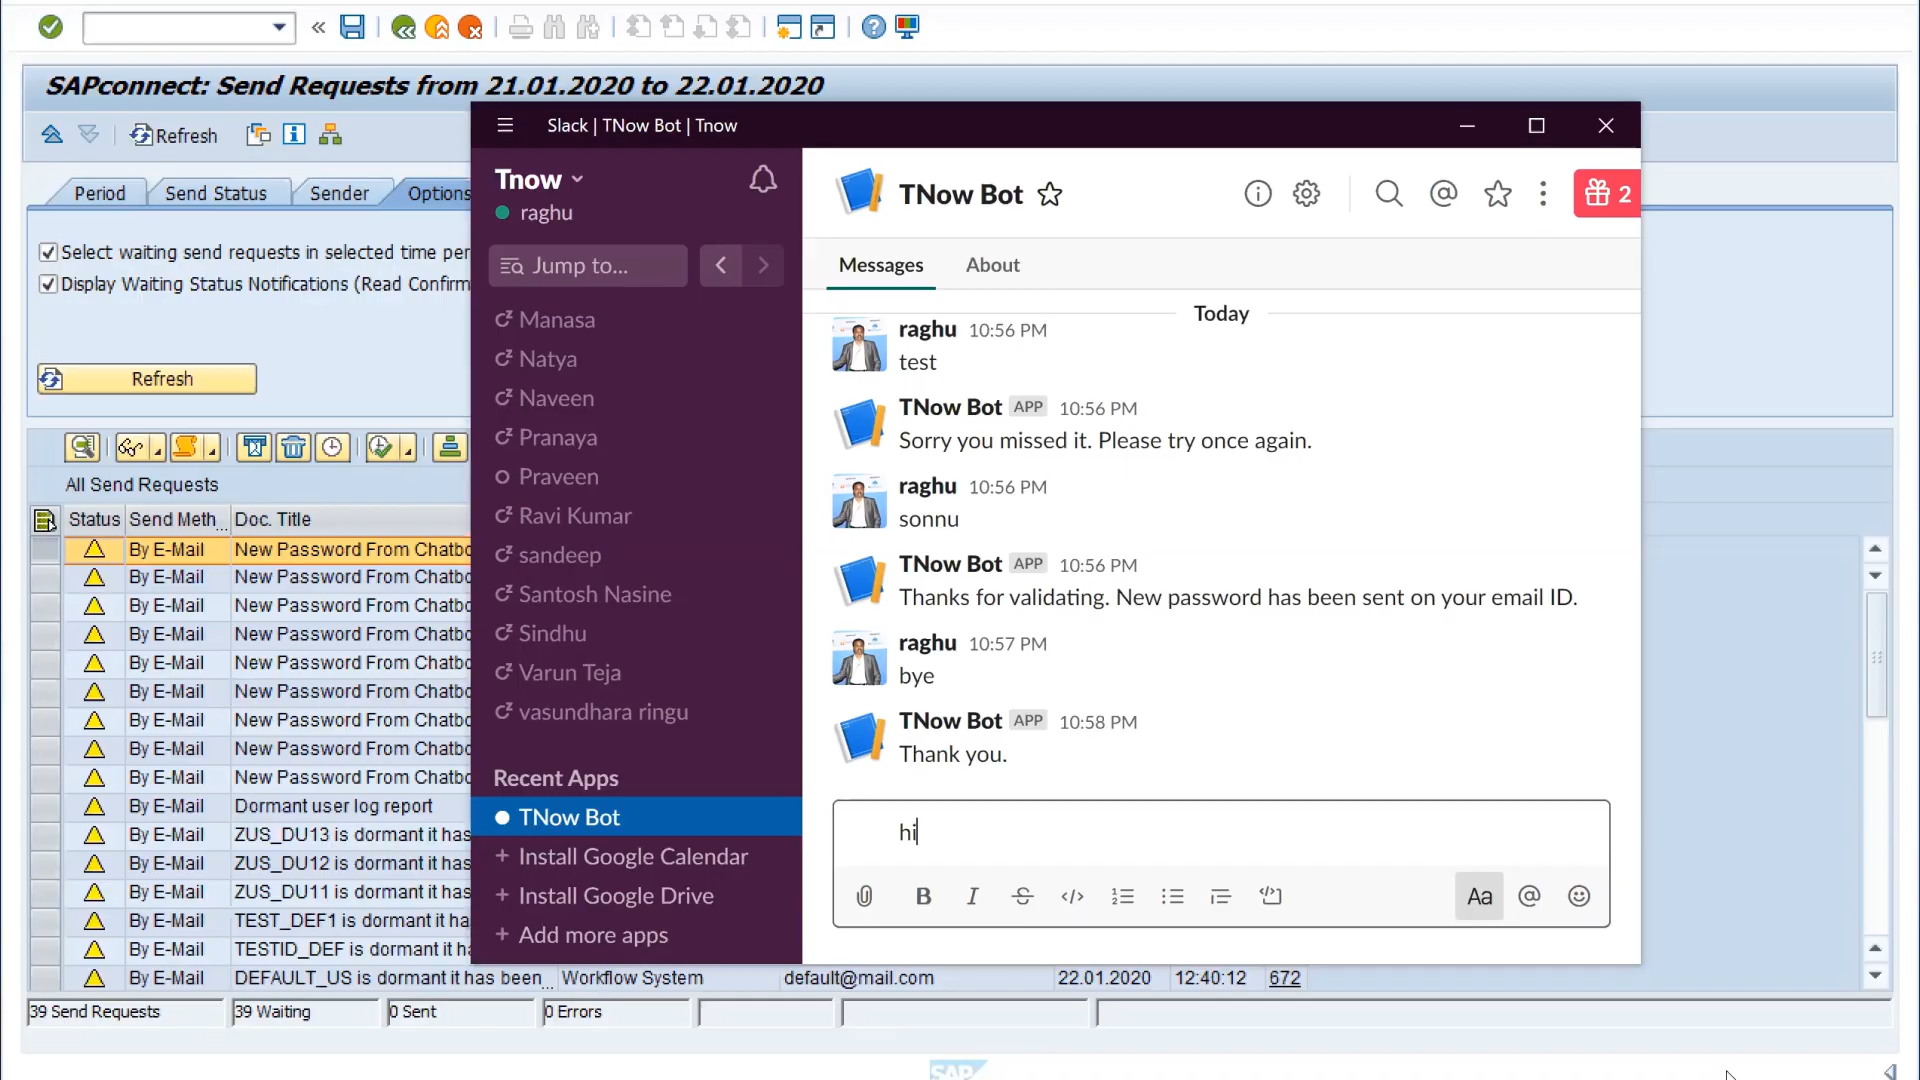 SAPconnect: Send Requests from 21.01.2020 to 22.01.2020
Refresh
Period
Send Status
Sender
Options
Select waiting send requests in selected time per
Display Waiting Status Notifications (Read Confirm
Refresh
All Send Requests
Status Send Meth... Doc. Title
By E-Mail New Password From Chatbo
By E-Mail New Password From Chatbo
By E-Mail New Password From Chatbo
By E-Mail New Password From Chatbo
By E-Mail New Password From Chatbo
By E-Mail New Password From Chatbo
By E-Mail New Password From Chatbo
By E-Mail New Password From Chatbo
By E-Mail New Password From Chatbo
By E-Mail Dormant user log report
By E-Mail ZUS_DU13 is dormant it has
By E-Mail ZUS_DU12 is dormant it has
By E-Mail ZUS_DU11 is dormant it has
By E-Mail TEST_DEF1 is dormant it ha
By E-Mail TESTID_DEF is dormant it ha
By E-Mail DEFAULT_US is dormant it has been... Workflow System default@mail.com 22.01.2020 12:40:12 672
39 Send Requests 39 Waiting 0 Sent 0 Errors
SAP
Slack | TNow Bot | Tnow
Tnow
raghu
Jump to...
Manasa
Natya
Naveen
Pranaya
Praveen
Ravi Kumar
sandeep
Santosh Nasine
Sindhu
Varun Teja
vasundhara ringu
Recent Apps
TNow Bot
+ Install Google Calendar
+ Install Google Drive
+ Add more apps
TNow Bot
2
Messages About
Today
raghu 10:56 PM
test
TNow Bot APP 10:56 PM
Sorry you missed it. Please try once again.
raghu 10:56 PM
sonnu
TNow Bot APP 10:56 PM
Thanks for validating. New password has been sent on your email ID.
raghu 10:57 PM
bye
TNow Bot APP 10:58 PM
Thank you.
hi
B I Aa @